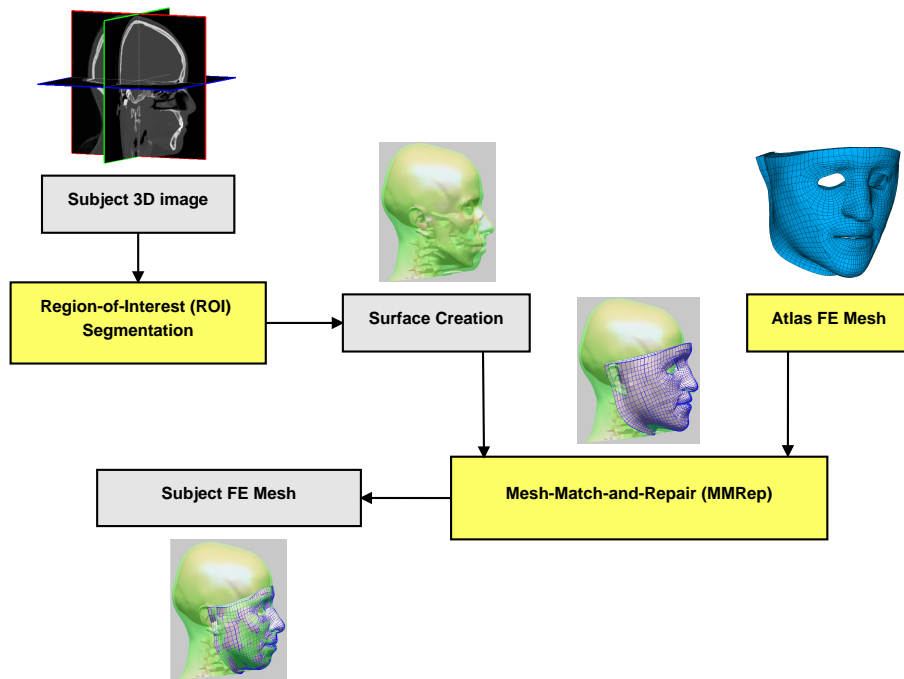 Subject 3D image
Region-of-Interest (ROI)
Segmentation
Surface Creation
Atlas FE Mesh
Subject FE Mesh
Mesh-Match-and-Repair (MMRep)